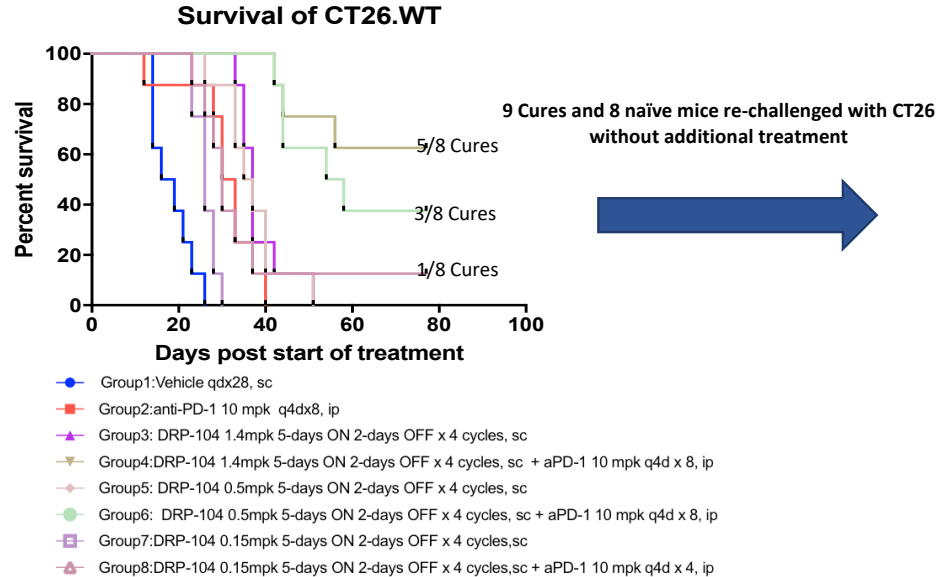 Survival of CT26.WT
100
80
60
40
20
0
Percent survival
0 20 40 60 80 100
Days post start of treatment
5/8 Cures
3/8 Cures
1/8 Cures
9 Cures and 8 naïve mice re-challenged with CT26
without additional treatment
Group1:Vehicle qdx28, sc
Group2:anti-PD-1 10 mpk q4dx8, ip
Group3: DRP-104 1.4mpk 5-days ON 2-days OFF x 4 cycles, sc
Group4:DRP-104 1.4mpk 5-days ON 2-days OFF x 4 cycles, sc + aPD-1 10 mpk q4d x 8, ip
Group5: DRP-104 0.5mpk 5-days ON 2-days OFF x 4 cycles, sc
Group6: DRP-104 0.5mpk 5-days ON 2-days OFF x 4 cycles, sc + aPD-1 10 mpk q4d x 8, ip
Group7:DRP-104 0.15mpk 5-days ON 2-days OFF x 4 cycles,sc
Group8:DRP-104 0.15mpk 5-days ON 2-days OFF x 4 cycles,sc + aPD-1 10 mpk q4d x 4, ip